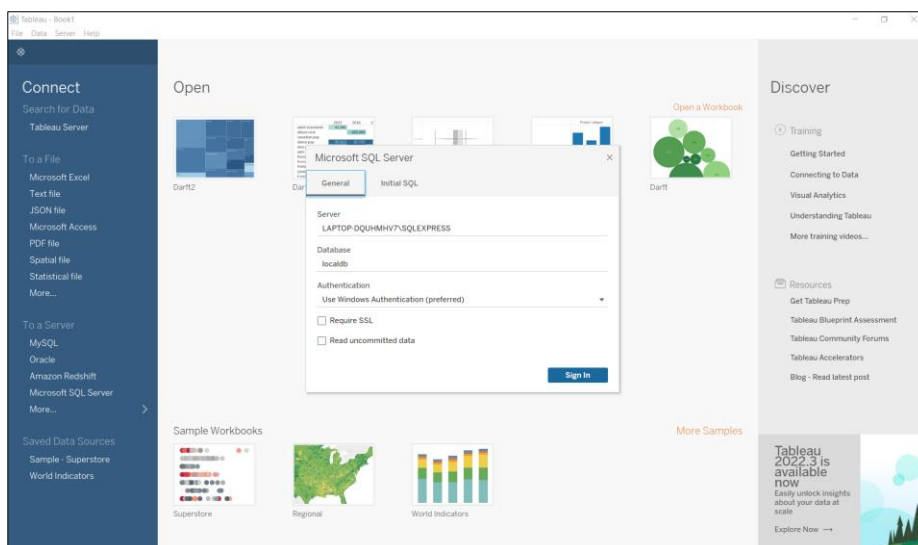 Tableau - Book1
File Data Server Help
Connect
Search for Data
Tableau Server
To a File
Microsoft Excel
Text file
JSON file
Microsoft Access
PDF file
Spatial file
Statistical file
More...
To a Server
MySQL
Oracle
Amazon Redshift
Microsoft SQL Server
More...
Saved Data Sources
Sample - Superstore
World Indicators
Open
Open a Workbook
Darft2
Dar
Darft
Microsoft SQL Server
General Initial SQL
Server
LAPTOP-DQUHMHV7\SQLEXPRESS
Database
localdb
Authentication
Use Windows Authentication (preferred)
Require SSL
Read uncommitted data
Sign In
Sample Workbooks
More Samples
Superstore
Regional
World Indicators
Discover
Training
Getting Started
Connecting to Data
Visual Analytics
Understanding Tableau
More training videos...
Resources
Get Tableau Prep
Tableau Blueprint Assessment
Tableau Community Forums
Tableau Accelerators
Blog - Read latest post
Tableau
2022.3 is
available
now
Easily unlock insights
about your data at
scale
Explore Now →